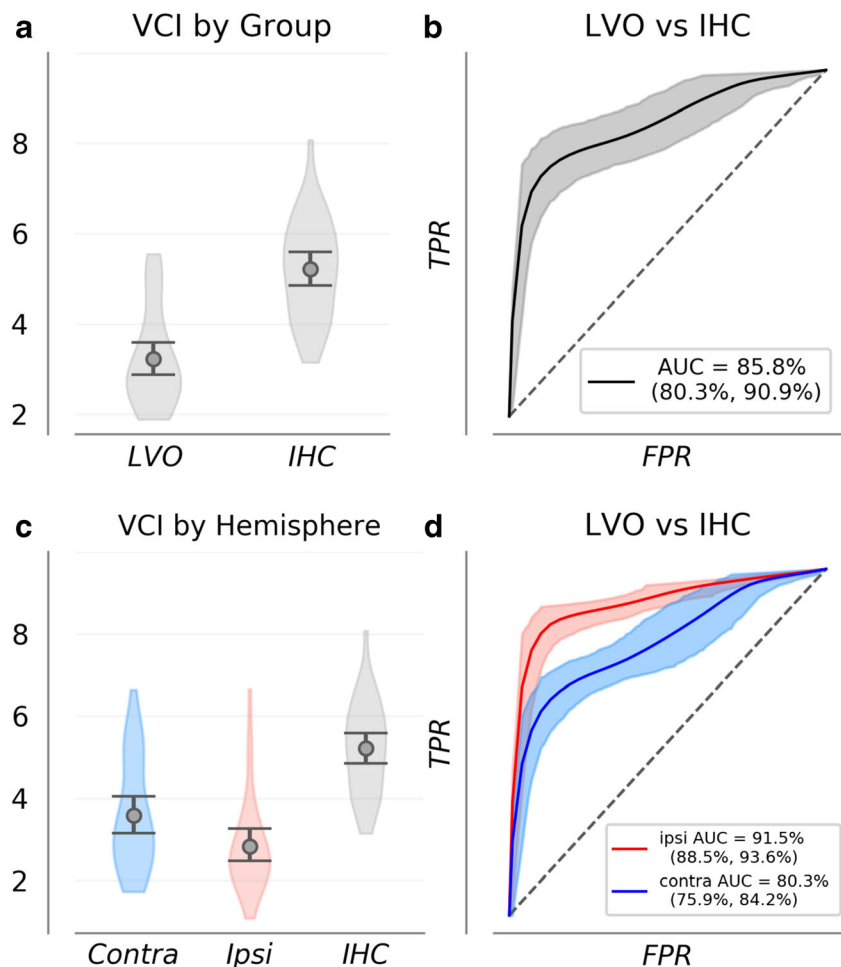 a
VCI by Group
8
6
4
2
LVO
IHC
b
LVO vs IHC
TPR
AUC = 85.8%
(80.3%, 90.9%)
FPR
c
VCI by Hemisphere
8
6
4
2
Contra
Ipsi
IHC
d
LVO vs IHC
TPR
ipsi AUC = 91.5%
(88.5%, 93.6%)
contra AUC = 80.3%
(75.9%, 84.2%)
FPR